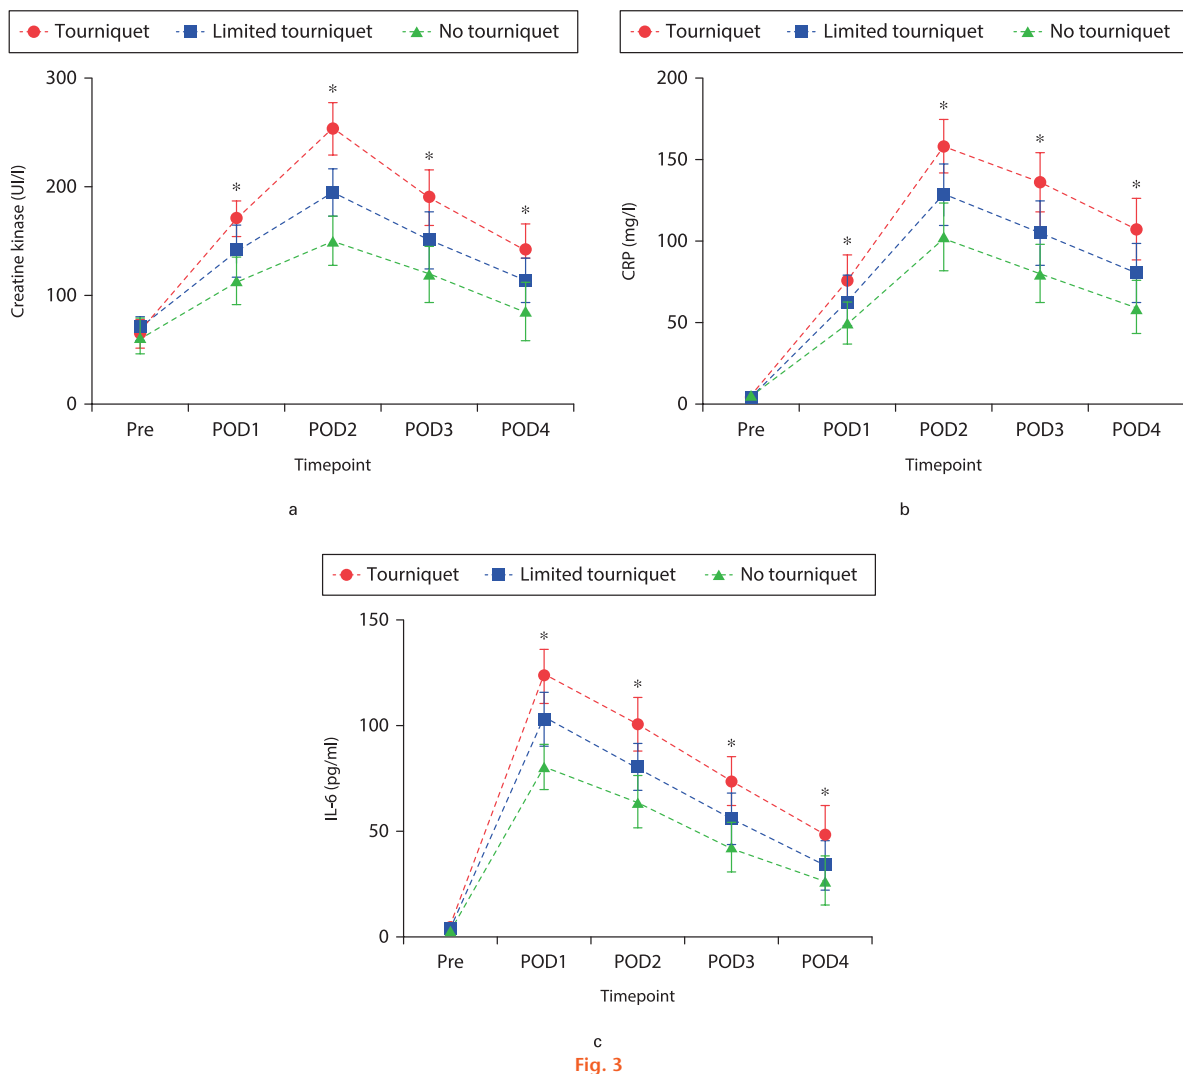 Tourniquet Limited tourniquet No tourniquet
300
200
100
0
Creatine kinase (UI/l)
* * * *
Pre POD1 POD2 POD3 POD4
Timepoint
a
Tourniquet Limited tourniquet No tourniquet
200
150
100
50
0
CRP (mg/l)
* * * *
Pre POD1 POD2 POD3 POD4
Timepoint
b
Tourniquet Limited tourniquet No tourniquet
150
100
50
0
IL-6 (pg/ml)
* * * *
Pre POD1 POD2 POD3 POD4
Timepoint
c
Fig. 3